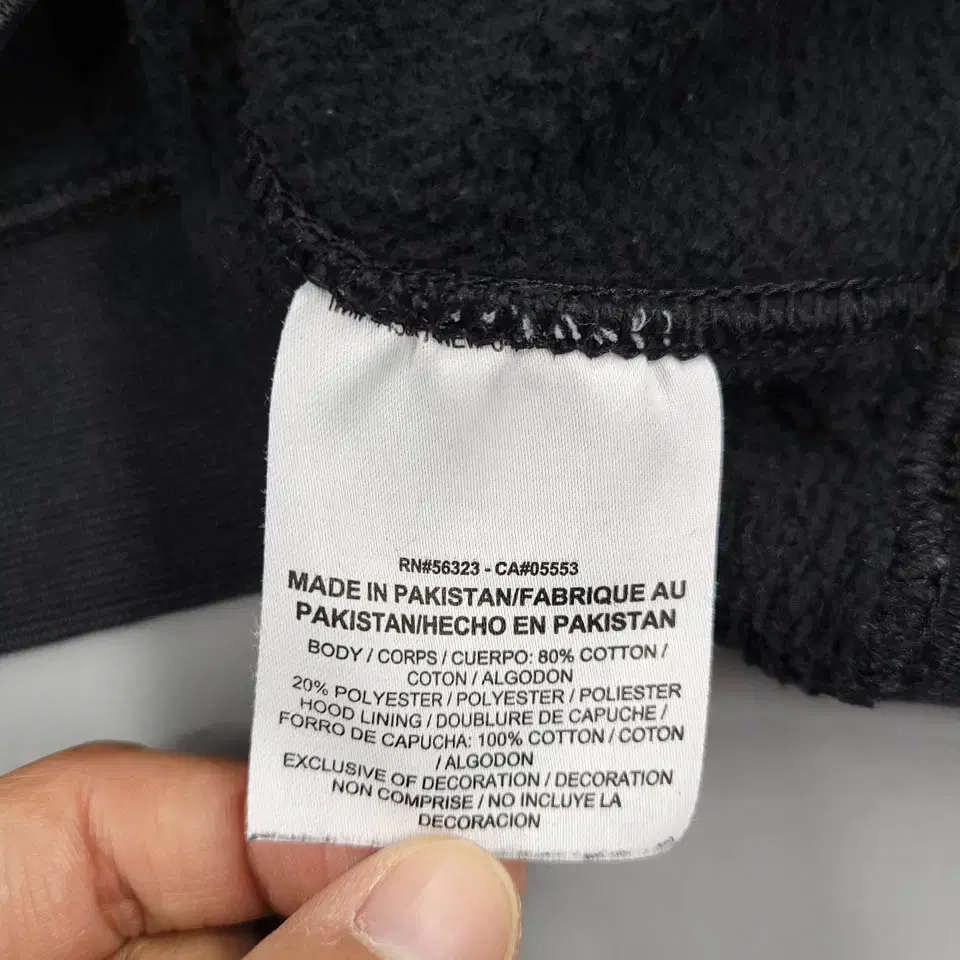 RN#56323 - CA#05553
MADE IN PAKISTAN/FABRIQUE AU
PAKISTAN/HECHO EN PAKISTAN
BODY / CORPS / CUERPO: 80% COTTON /
COTON / ALGODON
20% POLYESTER / POLYESTER / POLIESTER
HOOD LINING / DOUBLURE DE CAPUCHE /
FORRO DE CAPUCHA: 100% COTTON / COTON
/ ALGODON
EXCLUSIVE OF DECORATION / DECORATION
NON COMPRISE / NO INCLUYE LA
DECORACION